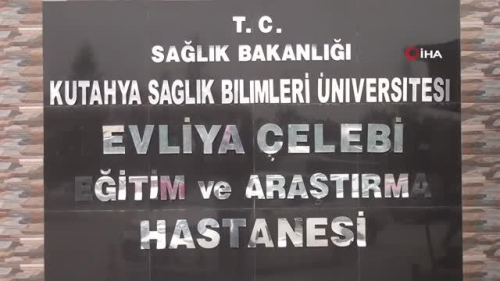 T. C.
SAĞLIK BAKANLIĞI
İHA
KUTAHYA SAGLIK BILIMLERİ ÜNIVERSITESİ
EVLİYA ÇELEBİ
EĞİTİM ve ARAŞTIRMA
HASTANESİ